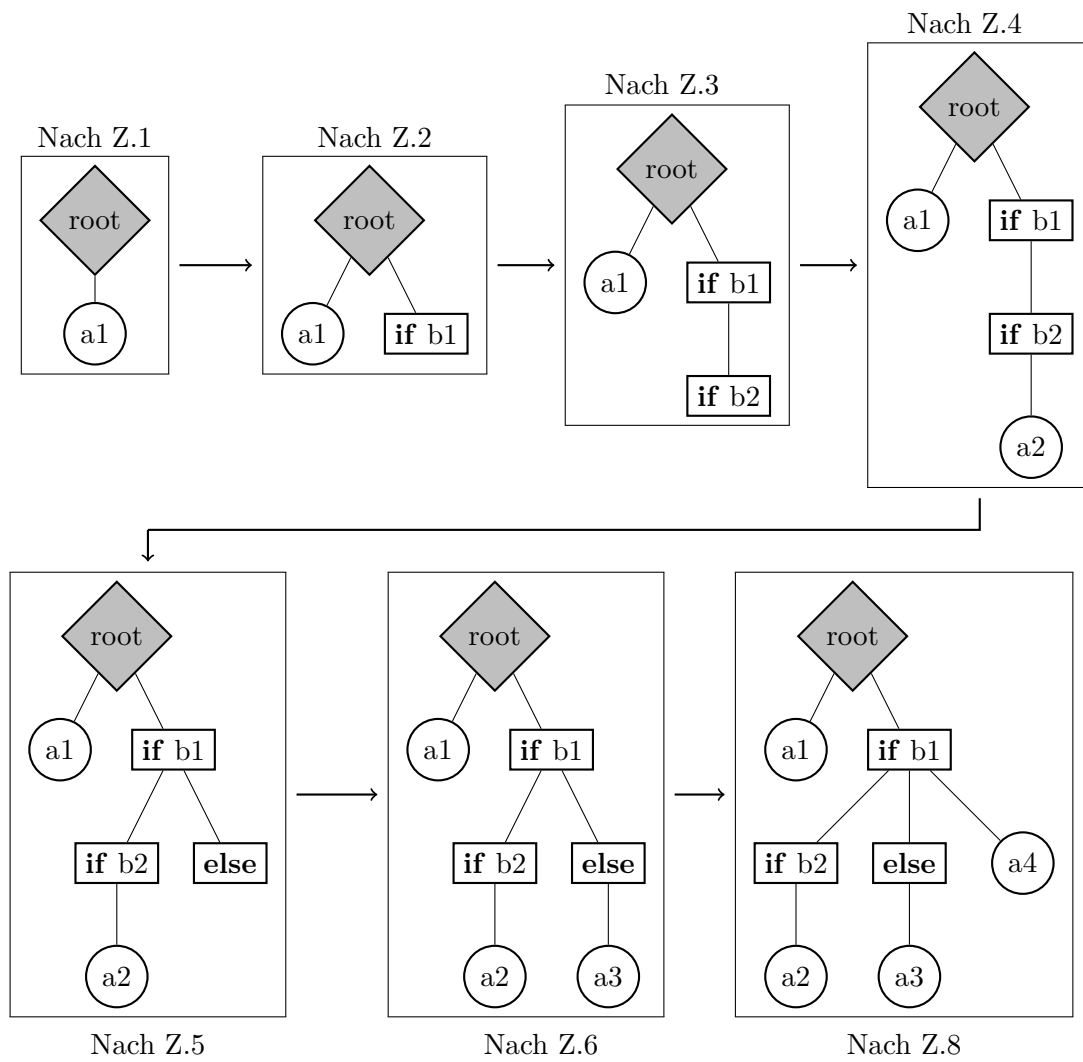 Nach Z.1
root
a1
Nach Z.2
root
a1
if b1
Nach Z.3
root
a1
if b1
if b2
Nach Z.4
root
a1
if b1
if b2
a2
root
a1
if b1
if b2
else
a2
Nach Z.5
root
a1
if b1
if b2
else
a2
a3
Nach Z.6
root
a1
if b1
if b2
else
a4
a2
a3
Nach Z.8